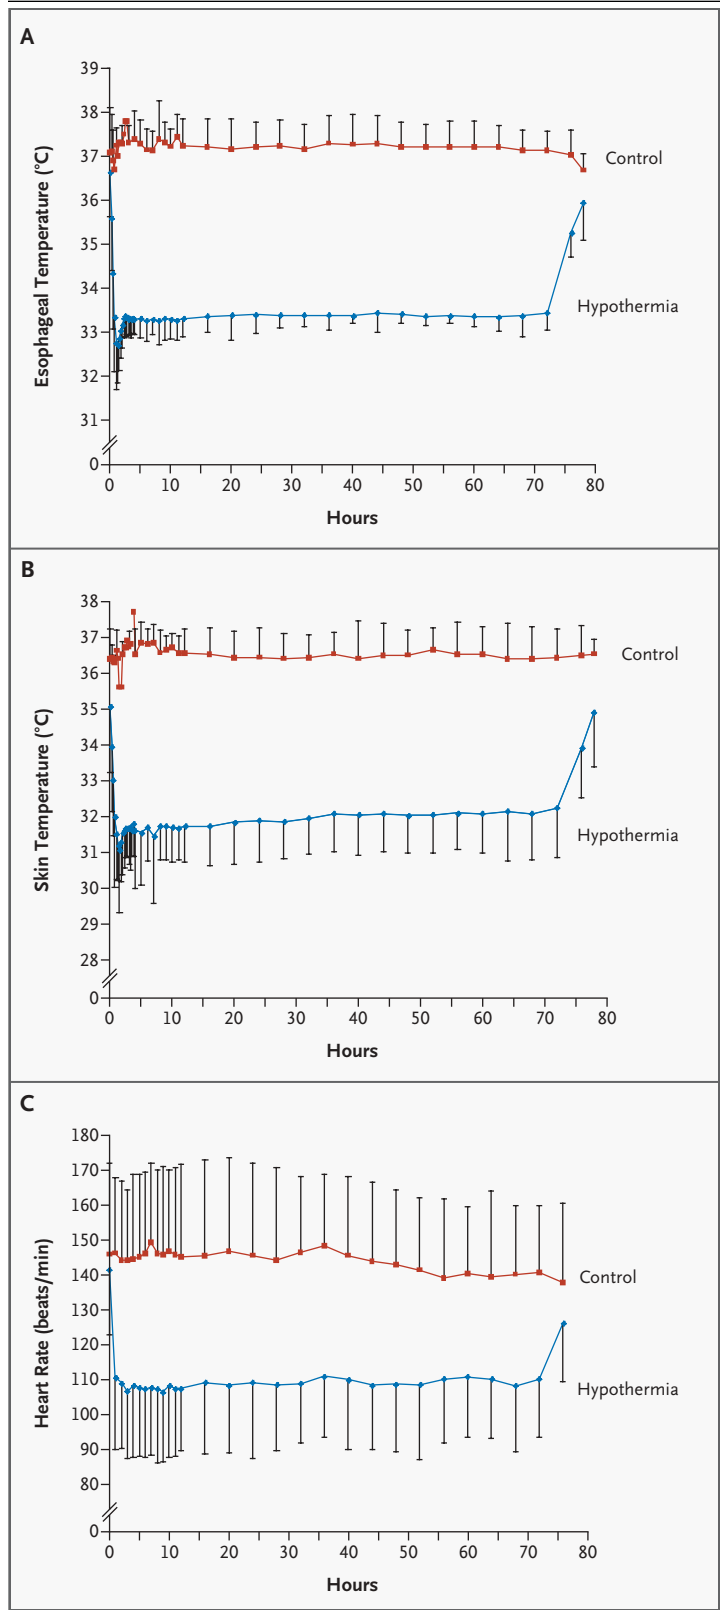 A
39
38
37
36
35
34
33
32
31
0
Esophageal Temperature (°C)
Control
Hypothermia
0 10 20 30 40 50 60 70 80
Hours
B
38
37
36
35
34
33
32
31
30
29
28
0
Skin Temperature (°C)
Control
Hypothermia
0 10 20 30 40 50 60 70 80
Hours
C
180
170
160
150
140
130
120
110
100
90
80
0
Heart Rate (beats/min)
Control
Hypothermia
0 10 20 30 40 50 60 70 80
Hours